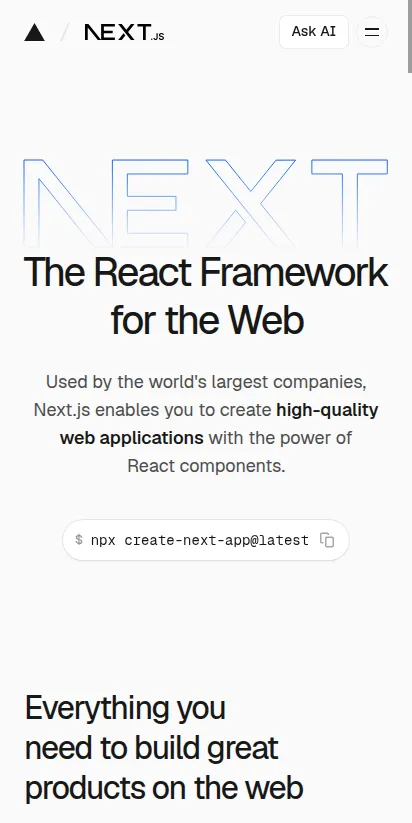 / NEXT.JS Ask AI
NEXT
The React Framework
for the Web
Used by the world's largest companies,
Next.js enables you to create high-quality
web applications with the power of
React components.
$ npx create-next-app@latest
Everything you
need to build great
products on the web